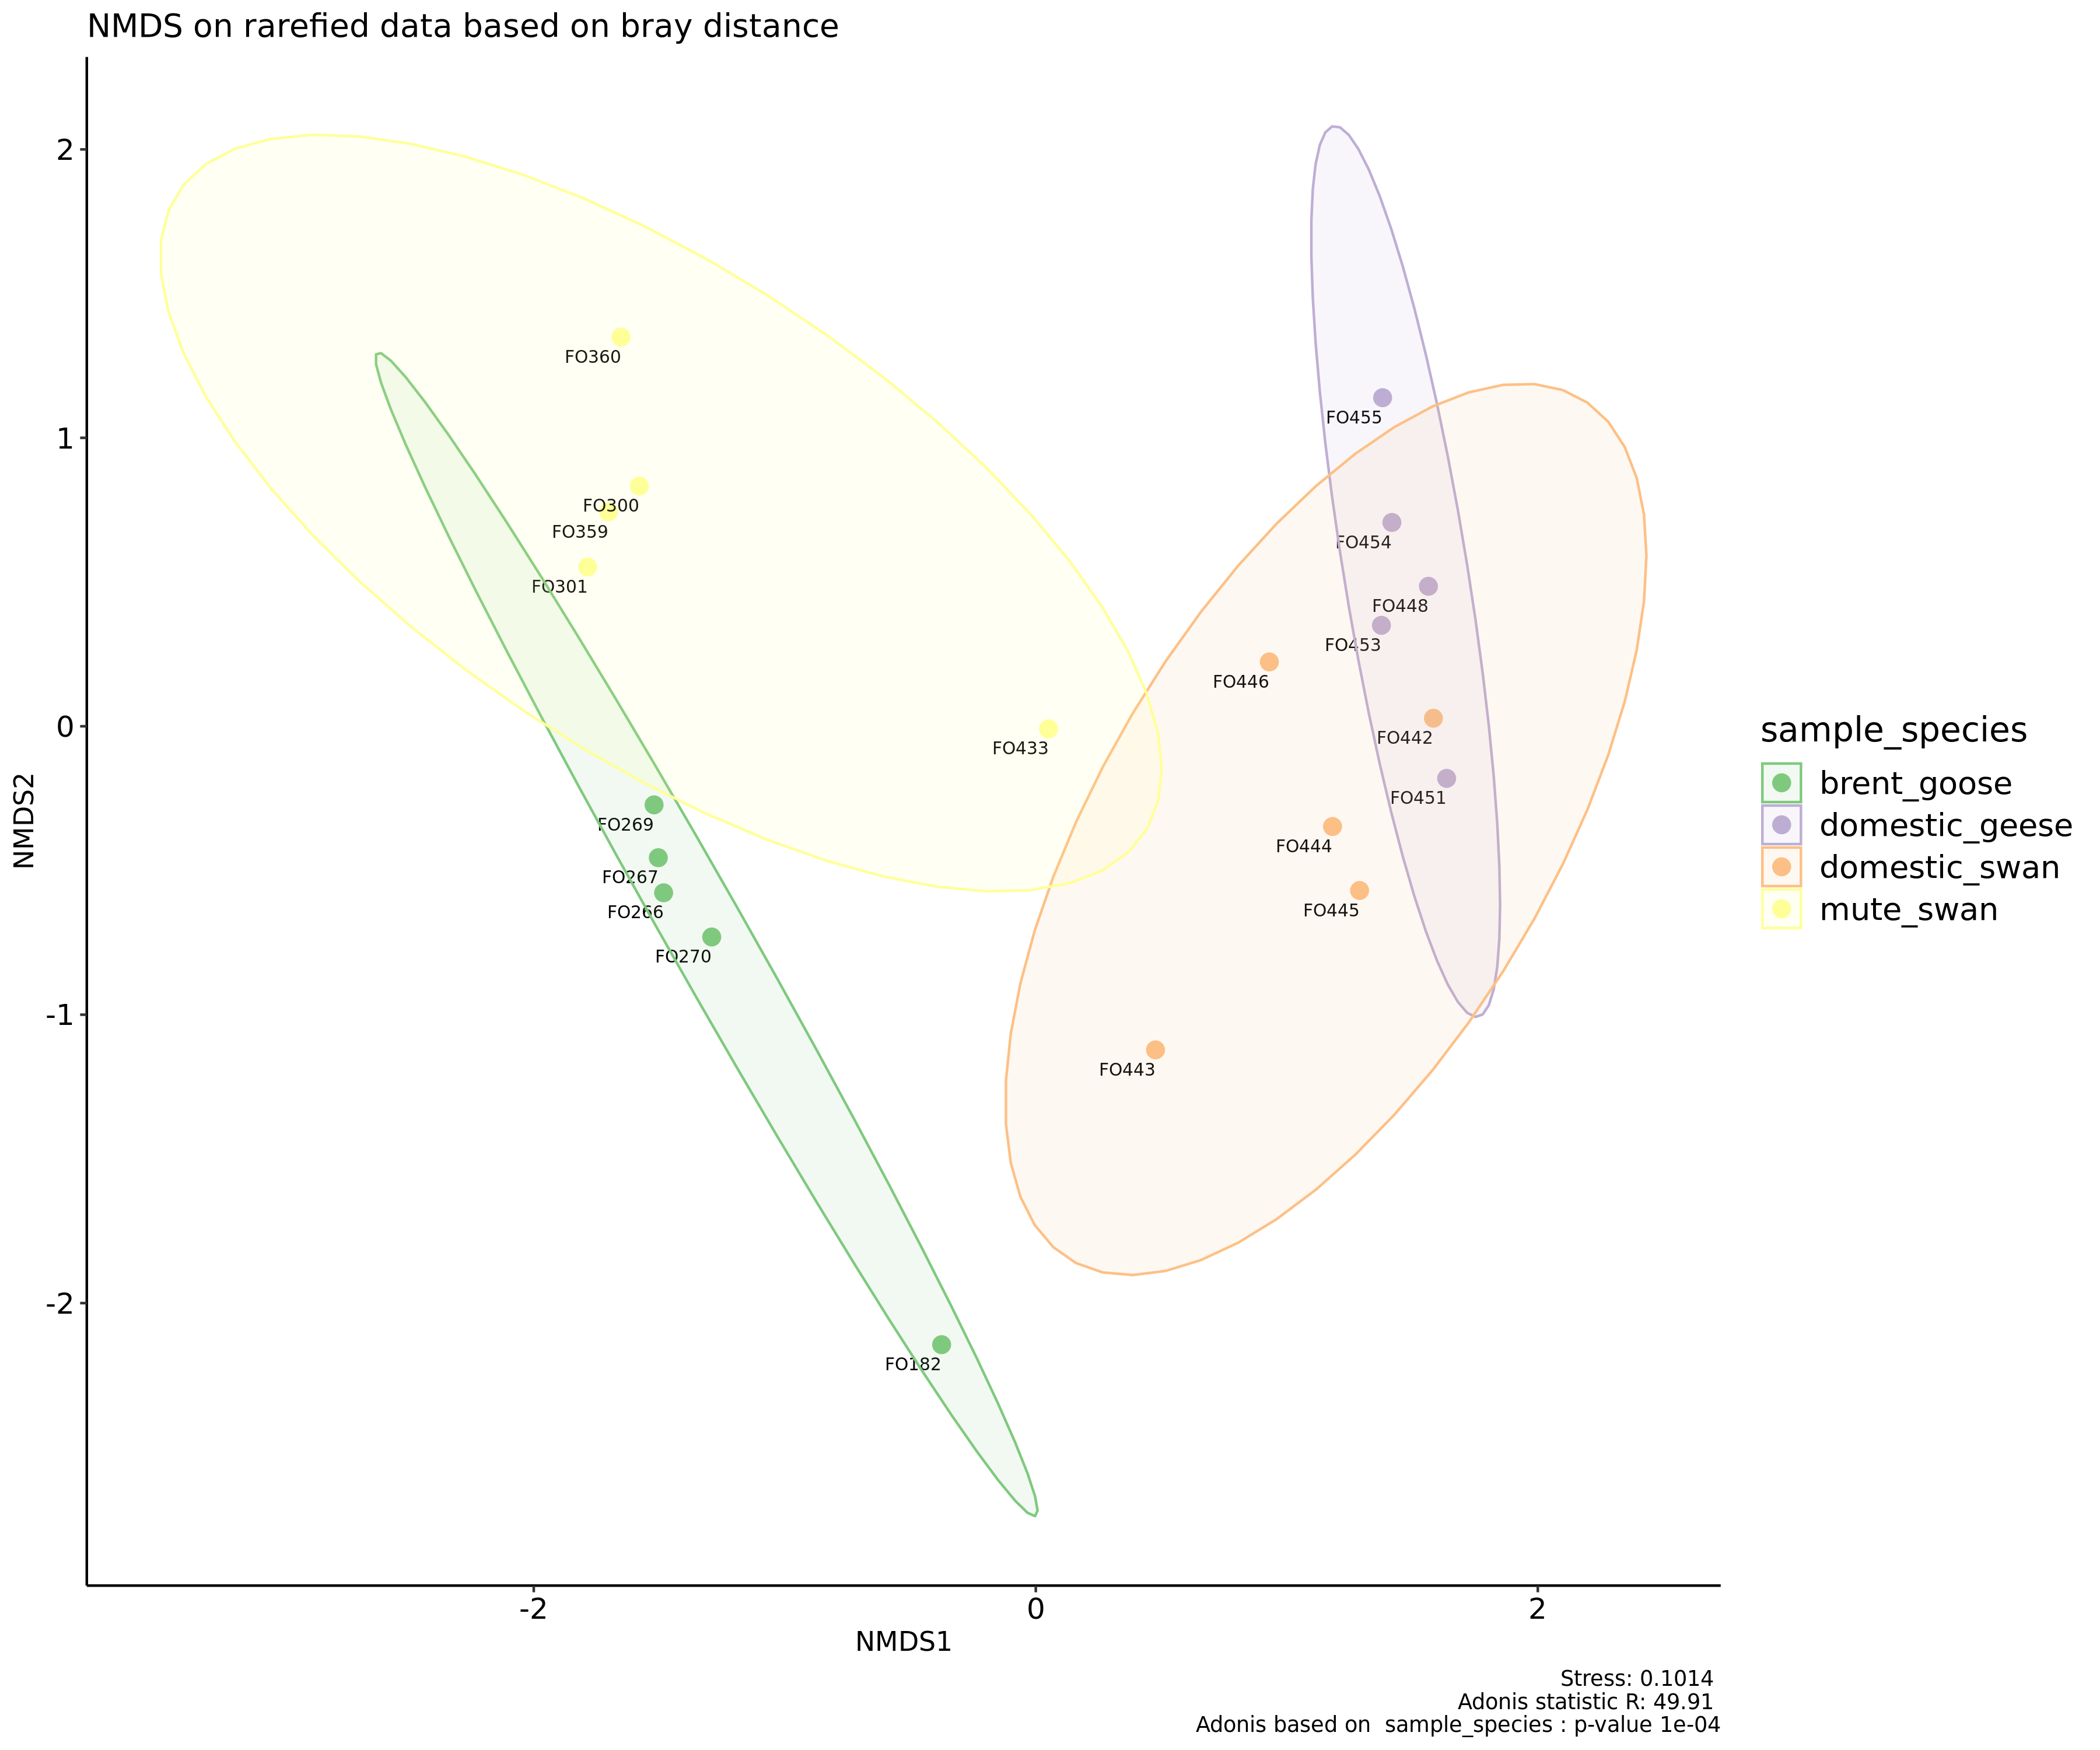 NMDS on rarefied data based on bray distance
2
1
0
-1
-2
NMDS2
FO360
FO300
FO359
FO301
FO455
FO454
FO448
FO453
FO446
FO433
FO442
FO451
FO269
FO267
FO266
FO270
FO444
FO445
FO443
FO182
-2
0
2
NMDS1
sample_species
brent_goose
domestic_geese
domestic_swan
mute_swan
Stress: 0.1014
Adonis statistic R: 49.91
Adonis based on  sample_species : p-value 1e-04